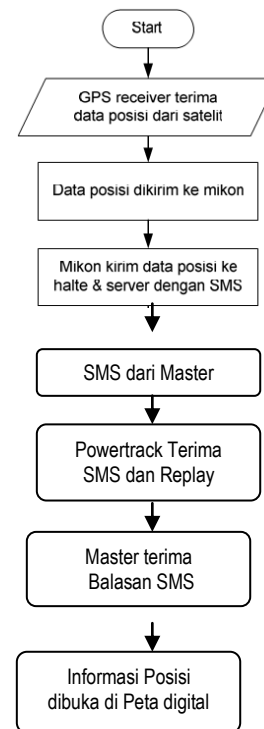 Start
GPS receiver terima
data posisi dari satelit
Data posisi dikirim ke mikon
Mikon kirim data posisi ke
halte & server dengan SMS
SMS dari Master
Powertrack Terima
SMS dan Replay
Master terima
Balasan SMS
Informasi Posisi
dibuka di Peta digital